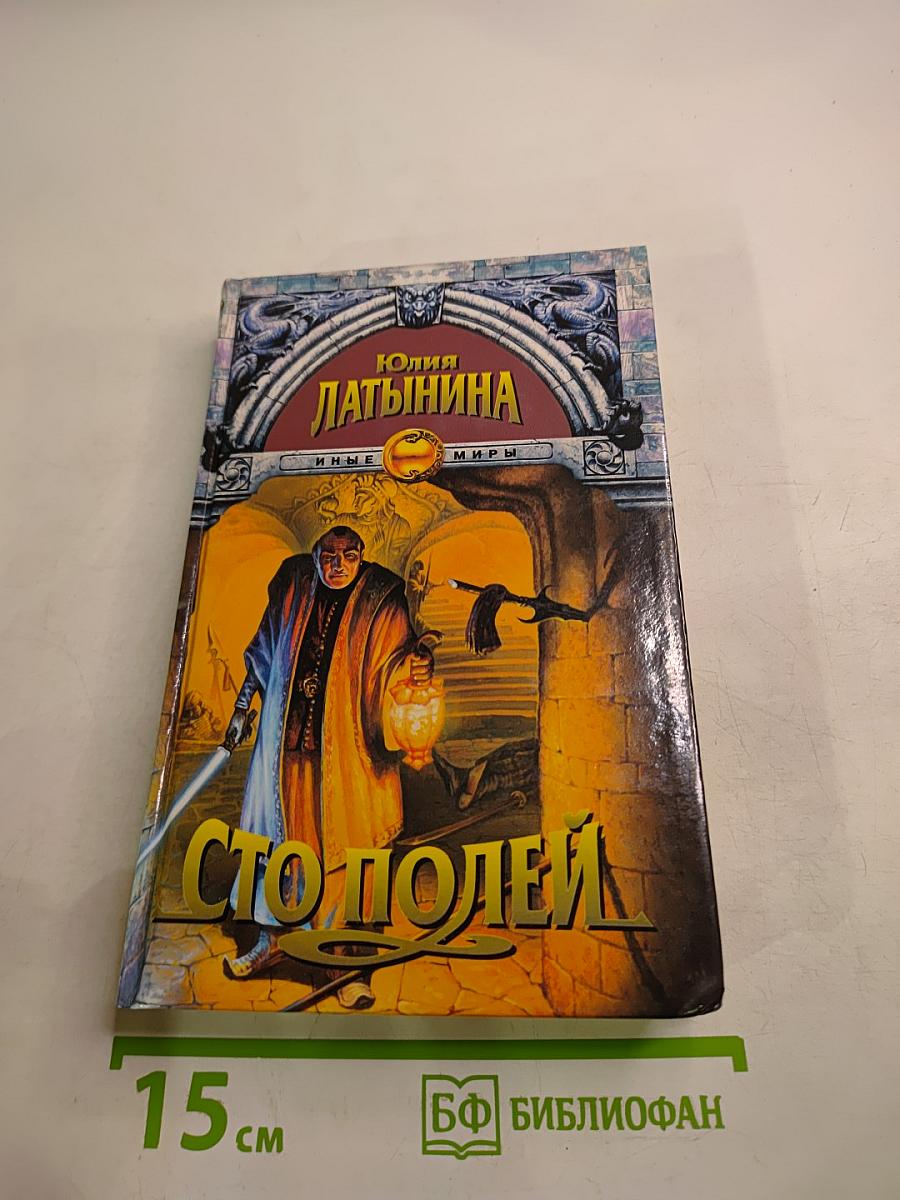 Юлия
ЛАТЫНИНА
ИНЫЕ МИРЫ
СТО ПОЛЕЙ
15 см
БФ БИБЛИОФАН